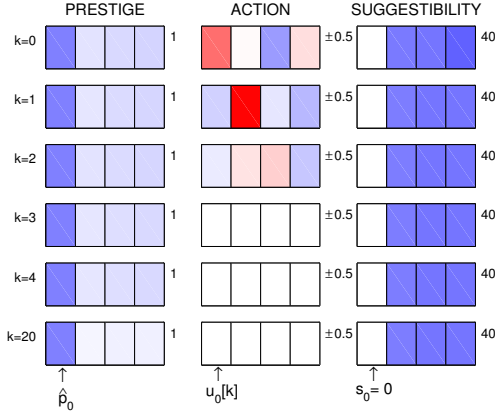 PRESTIGE ACTION SUGGESTIBILITY
k=0 1 ±0.5 40
k=1 1 ±0.5 40
k=2 1 ±0.5 40
k=3 1 ±0.5 40
k=4 1 ±0.5 40
k=20 1 ±0.5 40
↑ ↑ ↑
p̂₀ u₀[k] s₀= 0